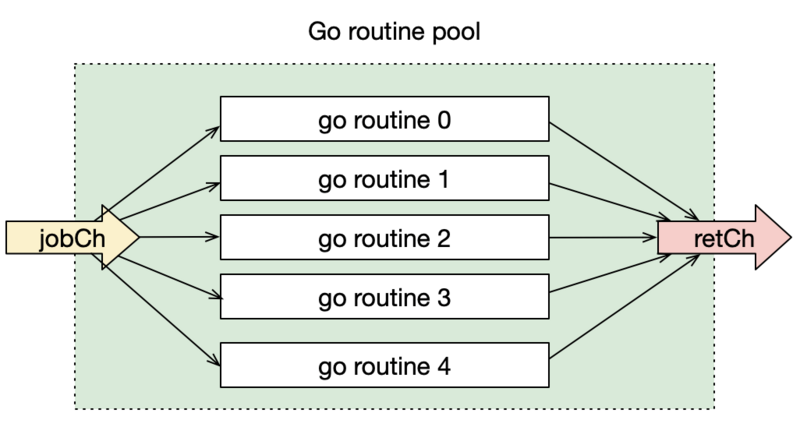 Go routine pool
go routine 0
go routine 1
jobCh
go routine 2
retCh
go routine 3
go routine 4